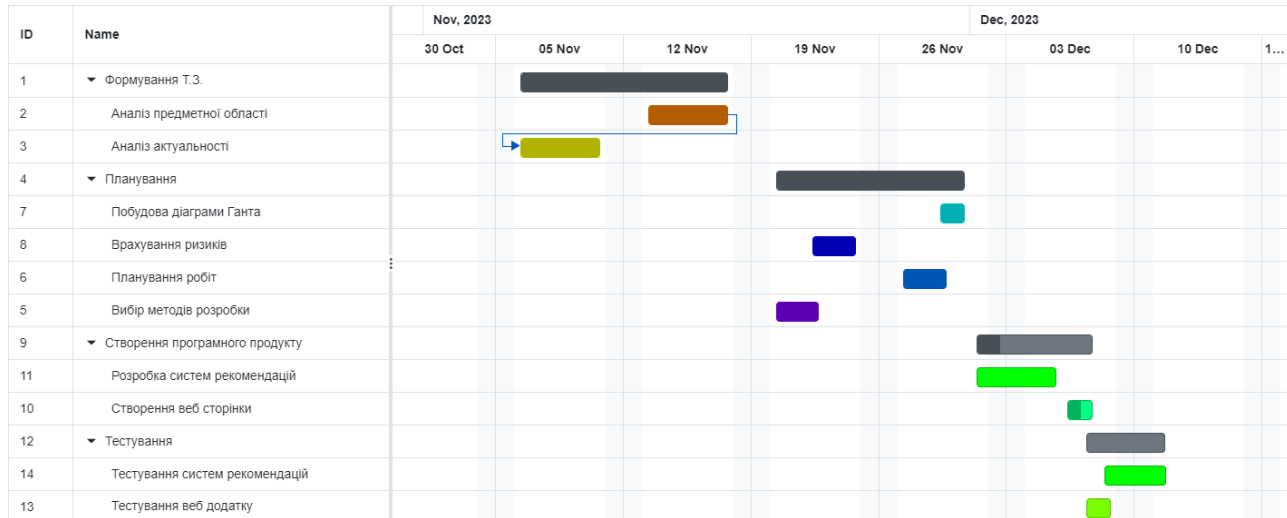 ID Name Nov, 2023 Dec, 2023
30 Oct 05 Nov 12 Nov 19 Nov 26 Nov 03 Dec 10 Dec 1...
1 Формування Т.З.
2 Аналіз предметної області
3 Аналіз актуальності
4 Планування
7 Побудова діаграми Ганта
8 Врахування ризиків
6 Планування робіт
5 Вибір методів розробки
9 Створення програмного продукту
11 Розробка систем рекомендацій
10 Створення веб сторінки
12 Тестування
14 Тестування систем рекомендацій
13 Тестування веб додатку